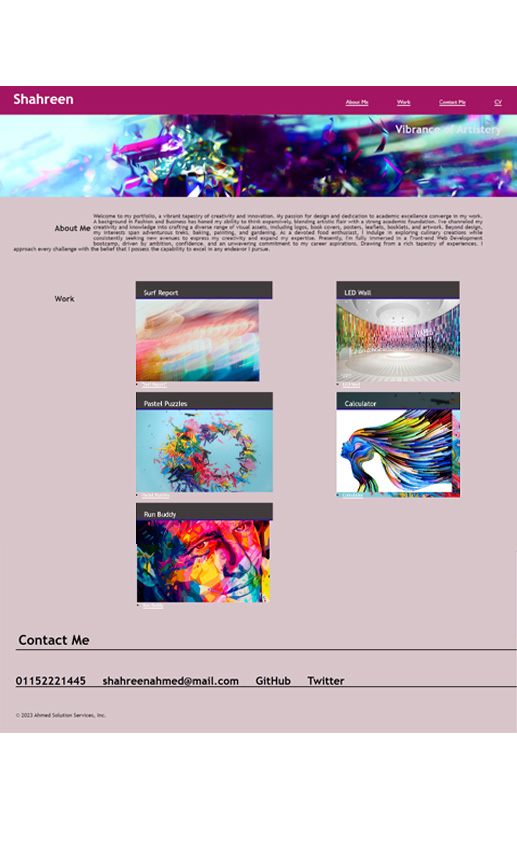 Shahreen
About Me Work Contact Me CV
Vibrance of Artistery
Welcome to my portfolio, a vibrant tapestry of creativity and innovation. My passion for design and dedication to academic excellence converge in my work.
A background in Fashion and Business has honed my ability to think expansively, blending artistic flair with a strong academic foundation. I've channeled my
About Me creativity and knowledge into crafting a diverse range of visual assets, including logos, book covers, posters, leaflets, booklets, and artwork. Beyond design,
my interests span adventurous treks, baking, painting, and gardening. As a devoted food enthusiast, I indulge in exploring culinary creations while
consistently seeking new avenues to express my creativity and expand my expertise. Presently, I'm fully immersed in a Front-end Web Development
bootcamp, driven by ambition, confidence, and an unwavering commitment to my career aspirations. Drawing from a rich tapestry of experiences, I
approach every challenge with the belief that I possess the capability to excel in any endeavor I pursue.
Work
Surf Report
LED Wall
Surf Report
LED Wall
Pastel Puzzles
Calculator
Pastel Puzzles
Calculator
Run Buddy
Run Buddy
Contact Me
01152221445 shahreenahmed@mail.com GitHub Twitter
© 2023 Ahmed Solution Services, Inc.